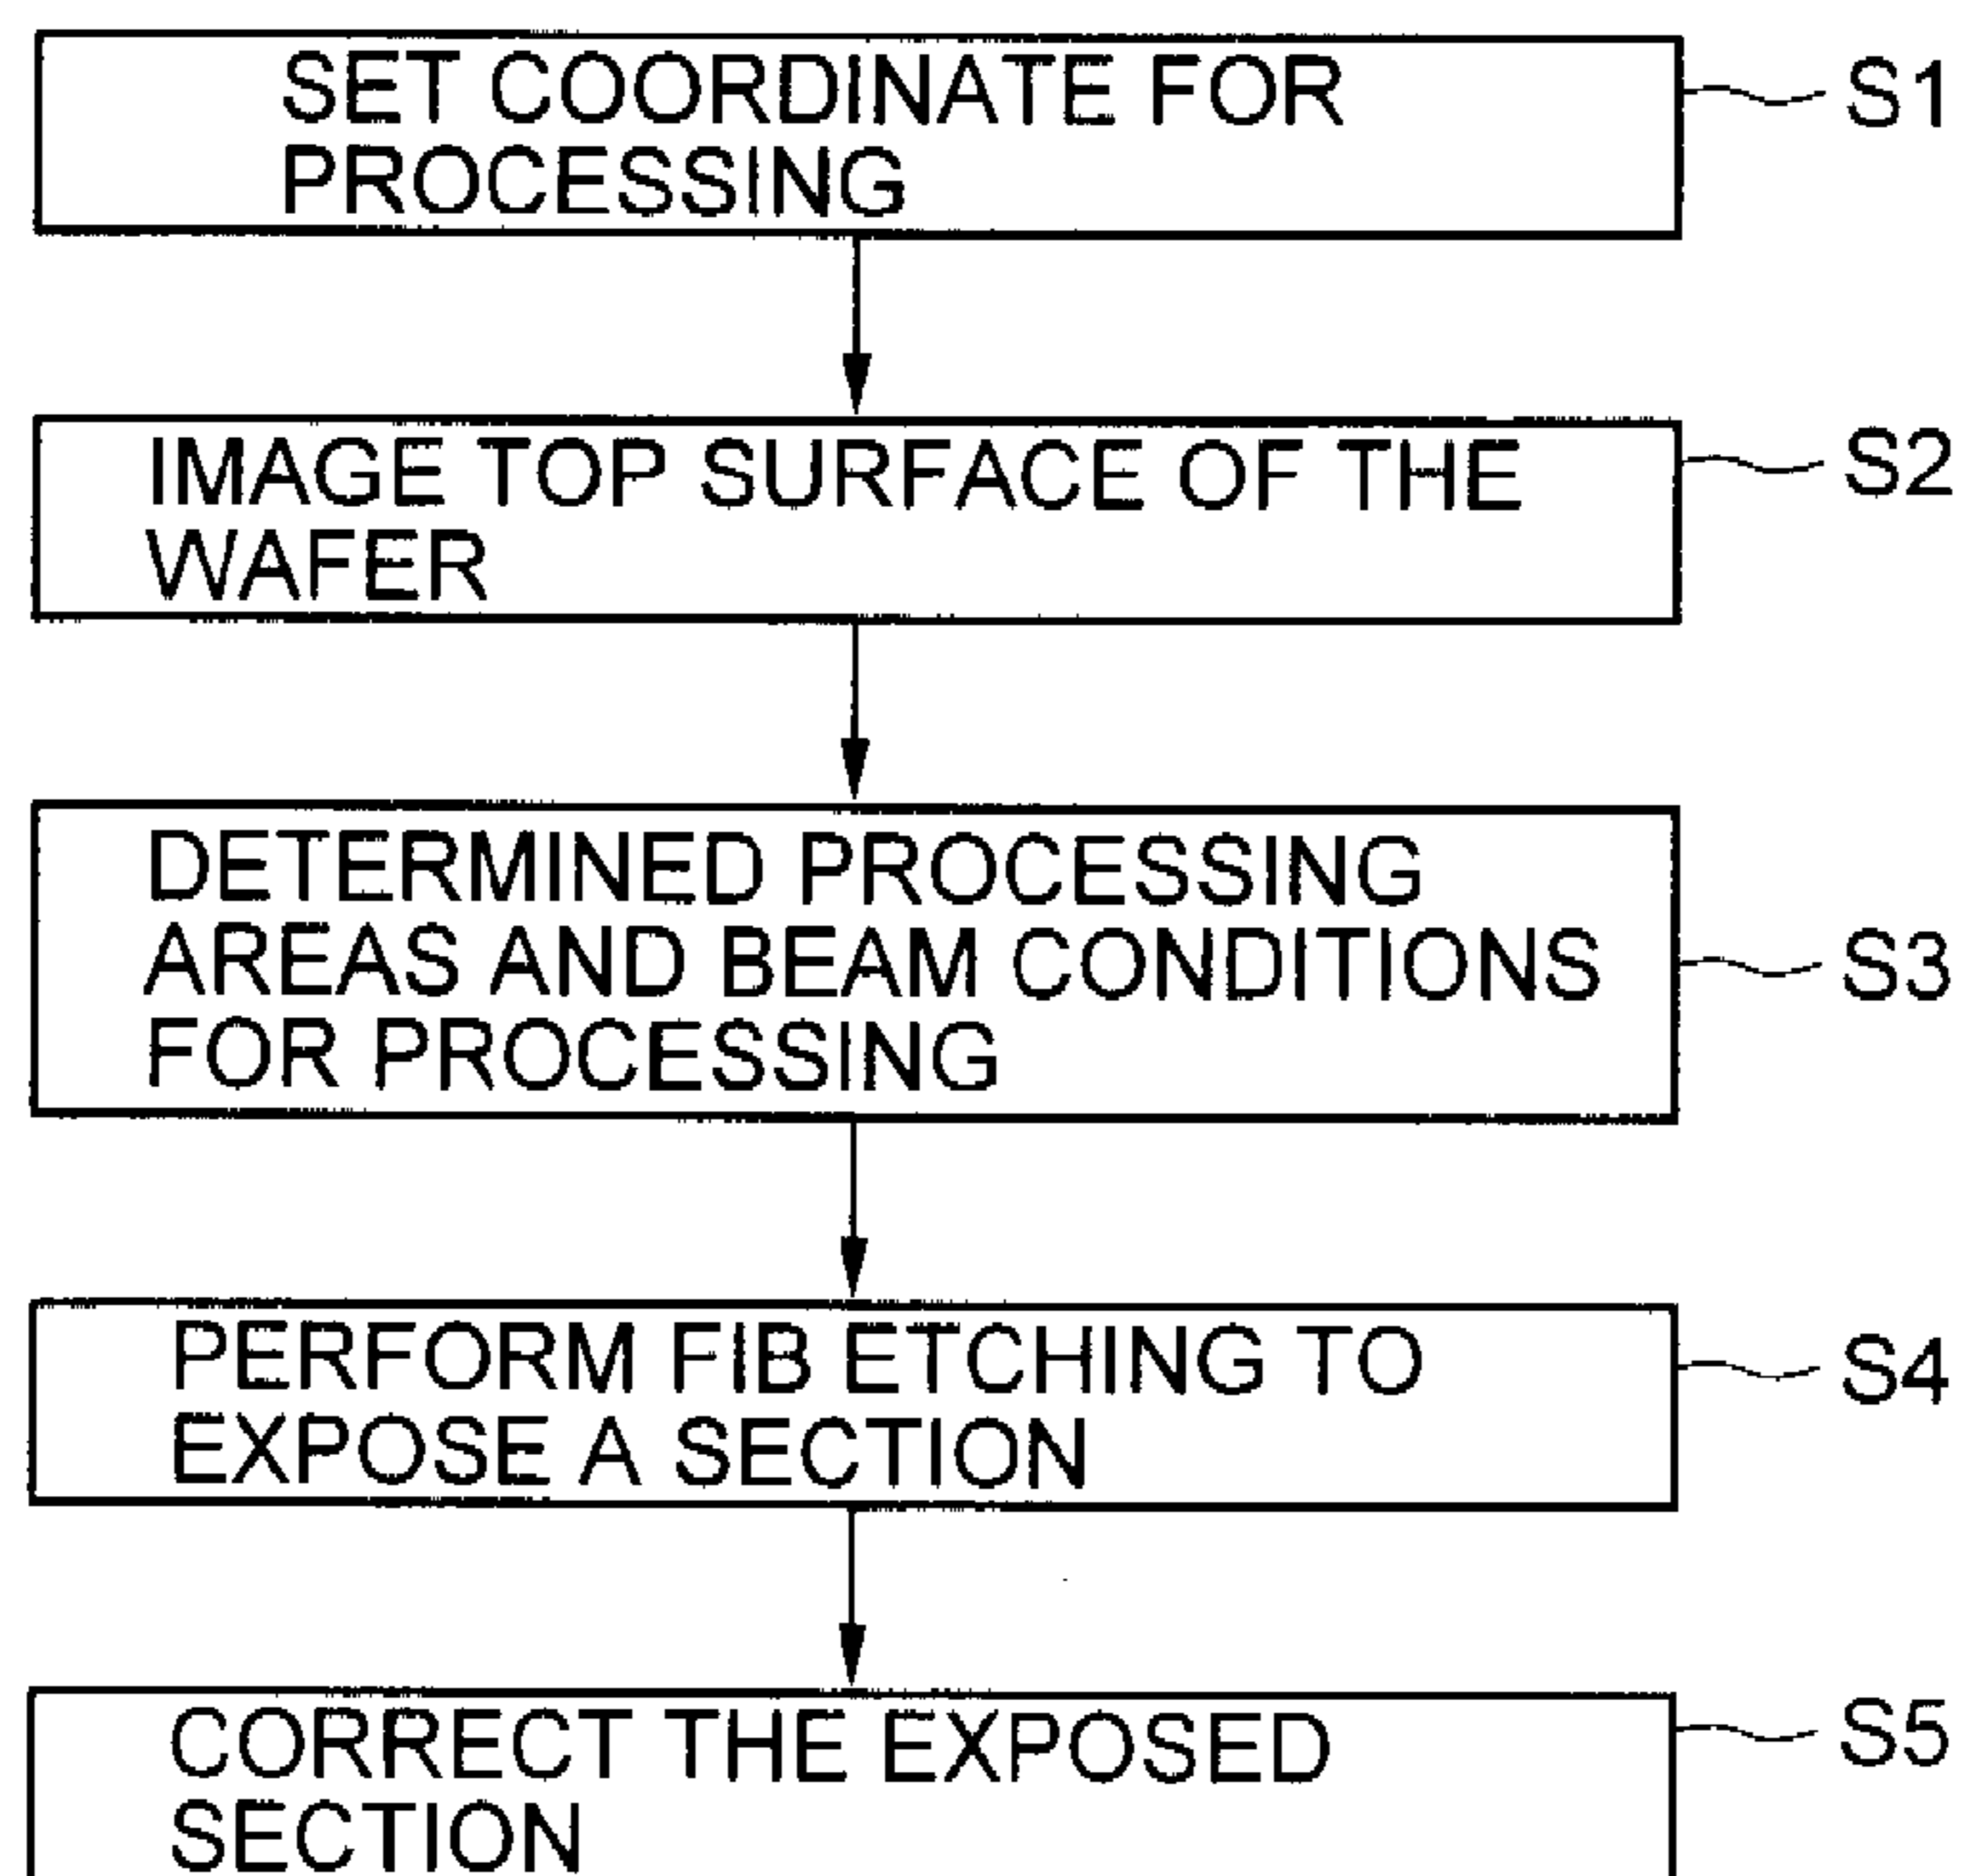 SET COORDINATE FOR
PROCESSING
S1
IMAGE TOP SURFACE OF THE
WAFER
S2
DETERMINED PROCESSING
AREAS AND BEAM CONDITIONS
FOR PROCESSING
S3
PERFORM FIB ETCHING TO
EXPOSE A SECTION
S4
CORRECT THE EXPOSED
SECTION
S5